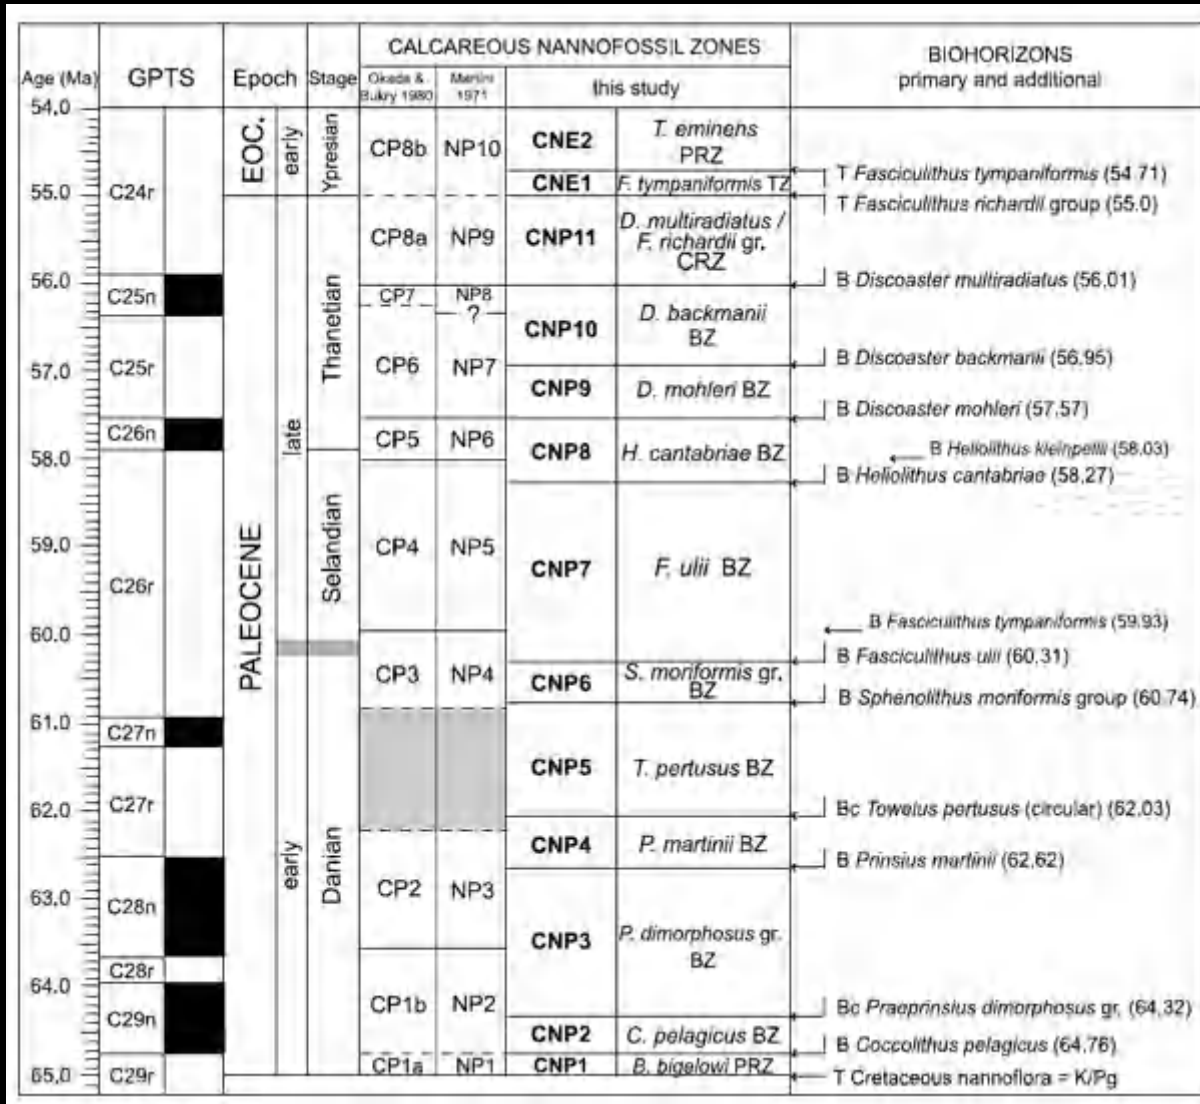 CALCAREOUS NANNOFOSSIL ZONES
BIOHORIZONS
primary and additional
Age (Ma)
GPTS
Epoch
Stage
Okada &
Bukry 1980
Martini
1971
this study
54.0
55.0
56.0
57.0
58.0
59.0
60.0
61.0
62.0
63.0
64.0
65.0
C24r
C25n
C25r
C26n
C26r
C27n
C27r
C28n
C28r
C29n
C29r
EOC.
PALEOCENE
early
late
early
Ypresian
Thanetian
Selandian
Danian
CP8b
CP8a
CP7
CP6
CP5
CP4
CP3
CP2
CP1b
CP1a
NP10
NP9
NP8
?
NP7
NP6
NP5
NP4
NP3
NP2
NP1
CNE2
CNE1
CNP11
CNP10
CNP9
CNP8
CNP7
CNP6
CNP5
CNP4
CNP3
CNP2
CNP1
T. eminens
PRZ
F. tympaniformis TZ
D. multiradiatus /
F. richardii gr.
CRZ
D. backmanii
BZ
D. mohleri BZ
H. cantabriae BZ
F. ulii BZ
S. moriformis gr.
BZ
T. pertusus BZ
P. martinii BZ
P. dimorphosus gr.
BZ
C. pelagicus BZ
B. bigelowi PRZ
T Fasciculithus tympaniformis (54.71)
T Fasciculithus richardii group (55.0)
B Discoaster multiradiatus (56.01)
B Discoaster backmanii (56.95)
B Discoaster mohleri (57.57)
B Heliolithus kleinpellii (58.03)
B Heliolithus cantabriae (58.27)
B Fasciculithus tympaniformis (59.93)
B Fasciculithus ulii (60.31)
B Sphenolithus moriformis group (60.74)
Bc Toweius pertusus (circular) (62.03)
B Prinsius martinii (62.62)
Bc Praeprinsius dimorphosus gr. (64.32)
B Coccolithus pelagicus (64.76)
T Cretaceous nannoflora = K/Pg